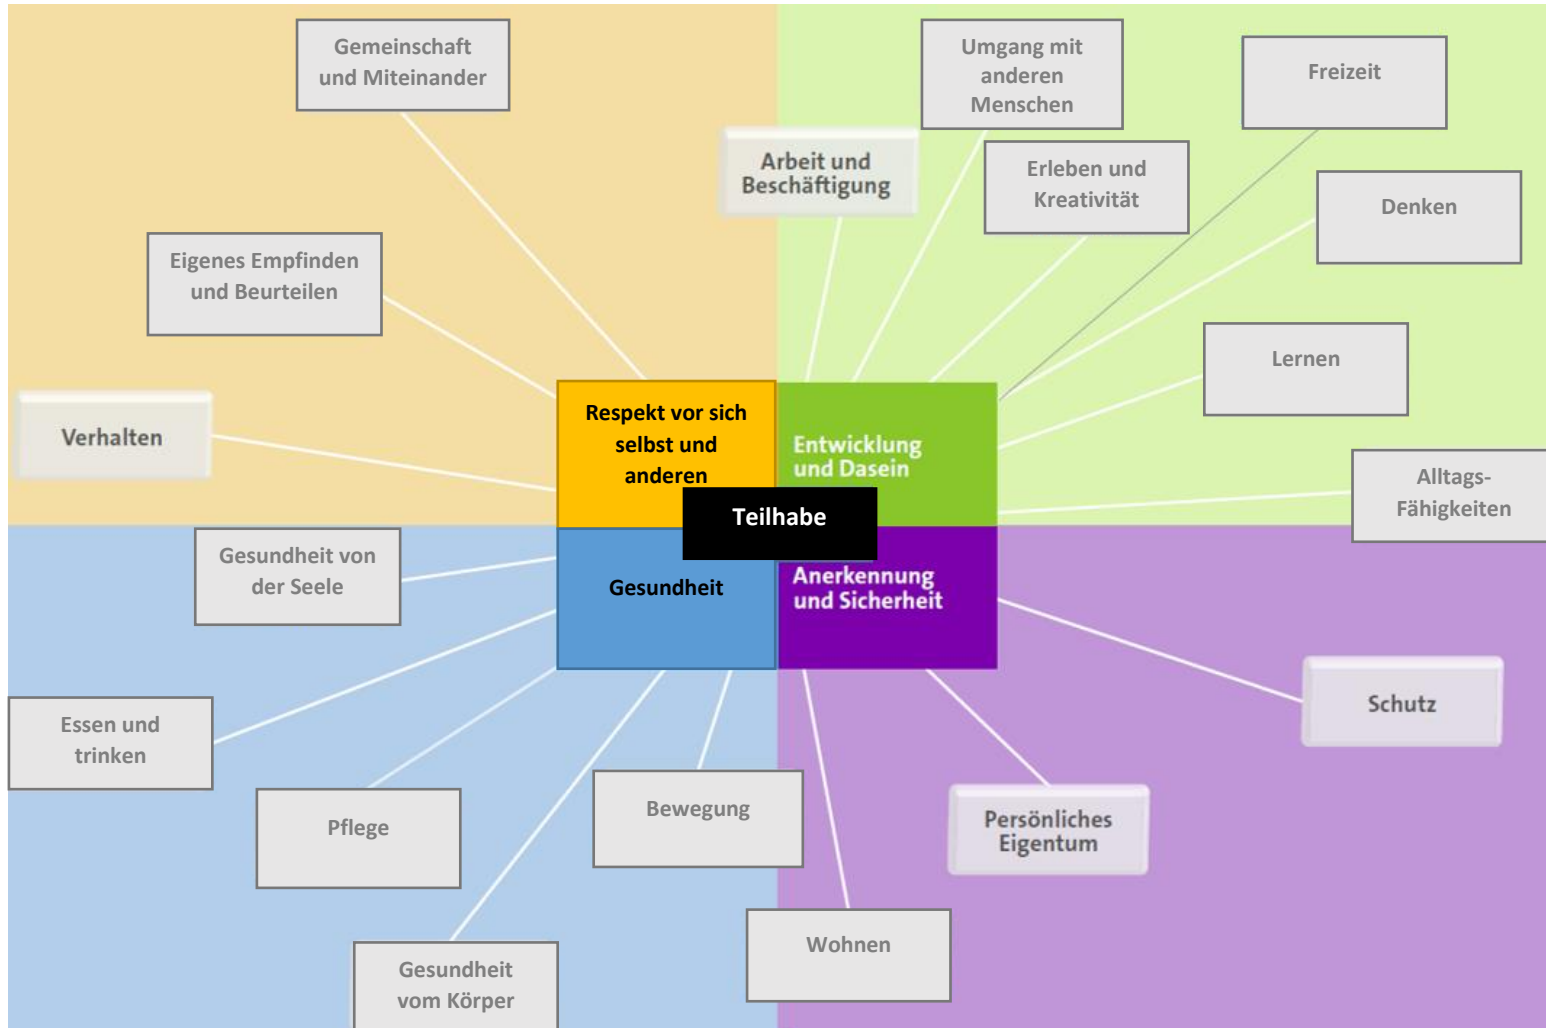 Gemeinschaft
und Miteinander
Umgang mit
anderen
Menschen
Freizeit
Arbeit und
Beschäftigung
Erleben und
Kreativität
Denken
Eigenes Empfinden
und Beurteilen
Lernen
Verhalten
Respekt vor sich
selbst und
anderen
Entwicklung
und Dasein
Alltags-
Fähigkeiten
Teilhabe
Gesundheit von
der Seele
Gesundheit
Anerkennung
und Sicherheit
Schutz
Essen und
trinken
Pflege
Bewegung
Persönliches
Eigentum
Wohnen
Gesundheit
vom Körper